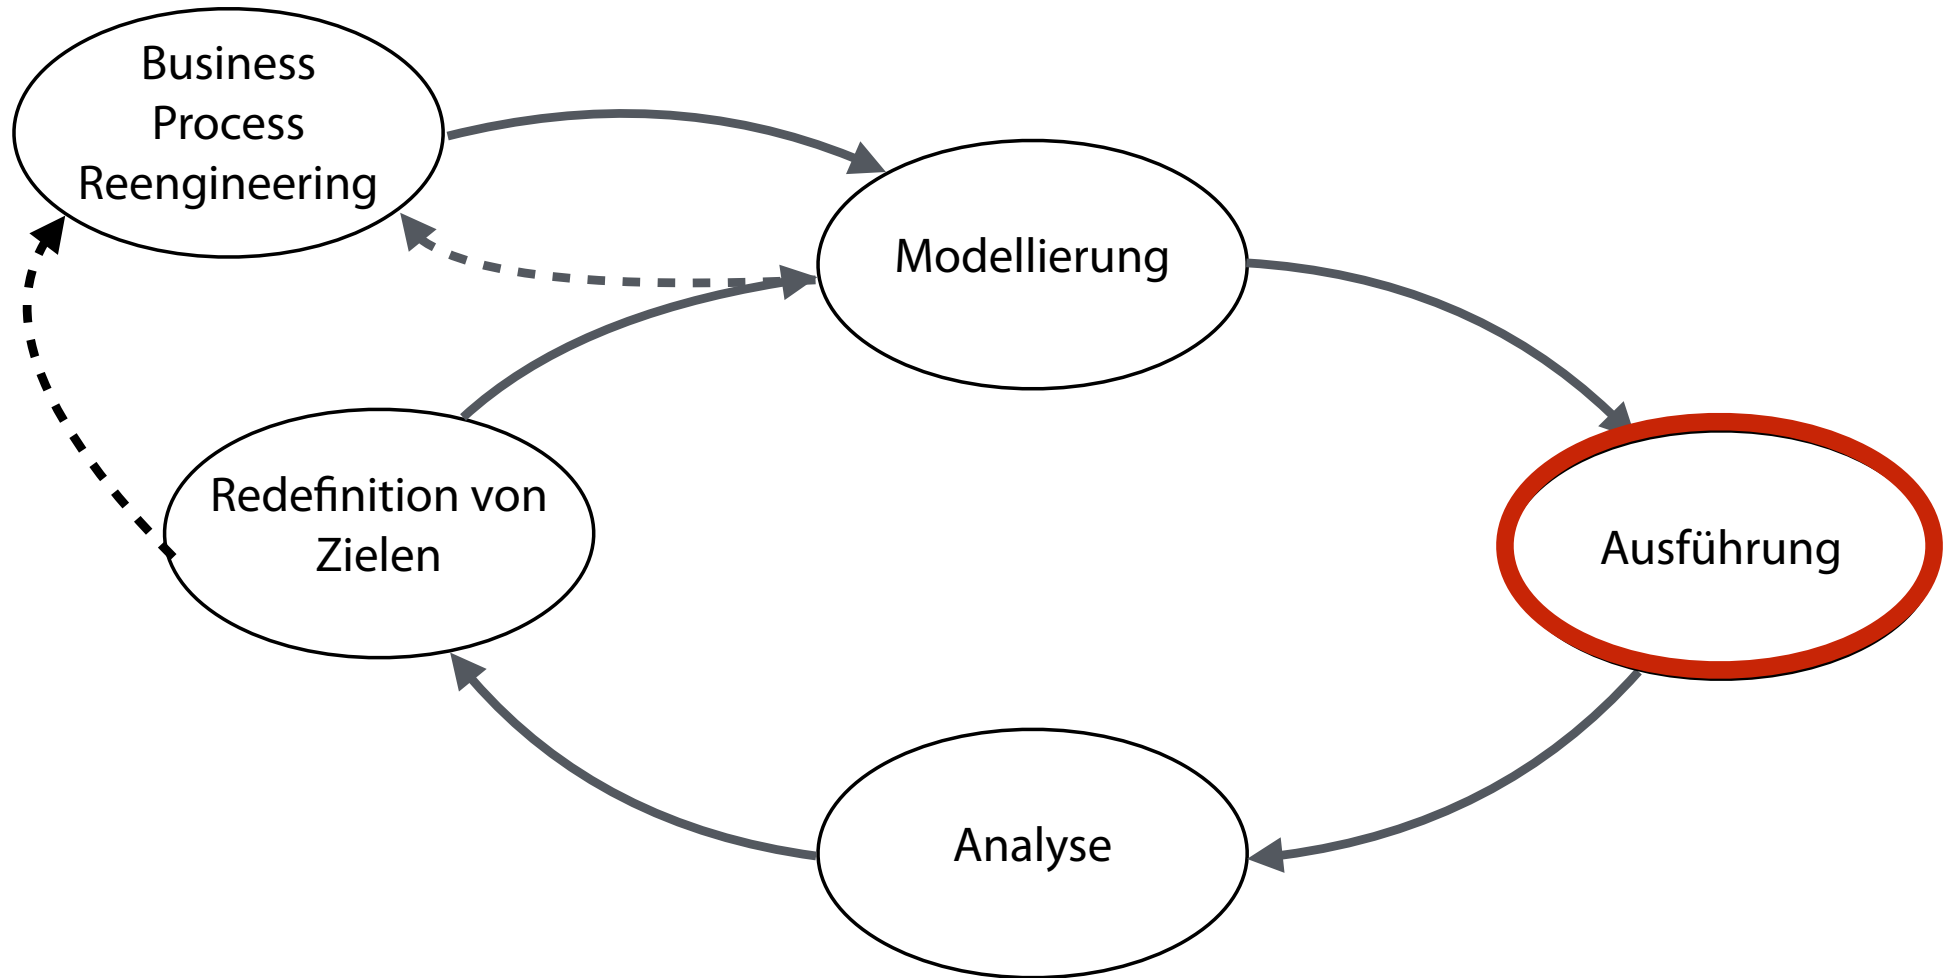 Business
Process
Reengineering
Modellierung
Redefinition von
Zielen
Ausführung
Analyse